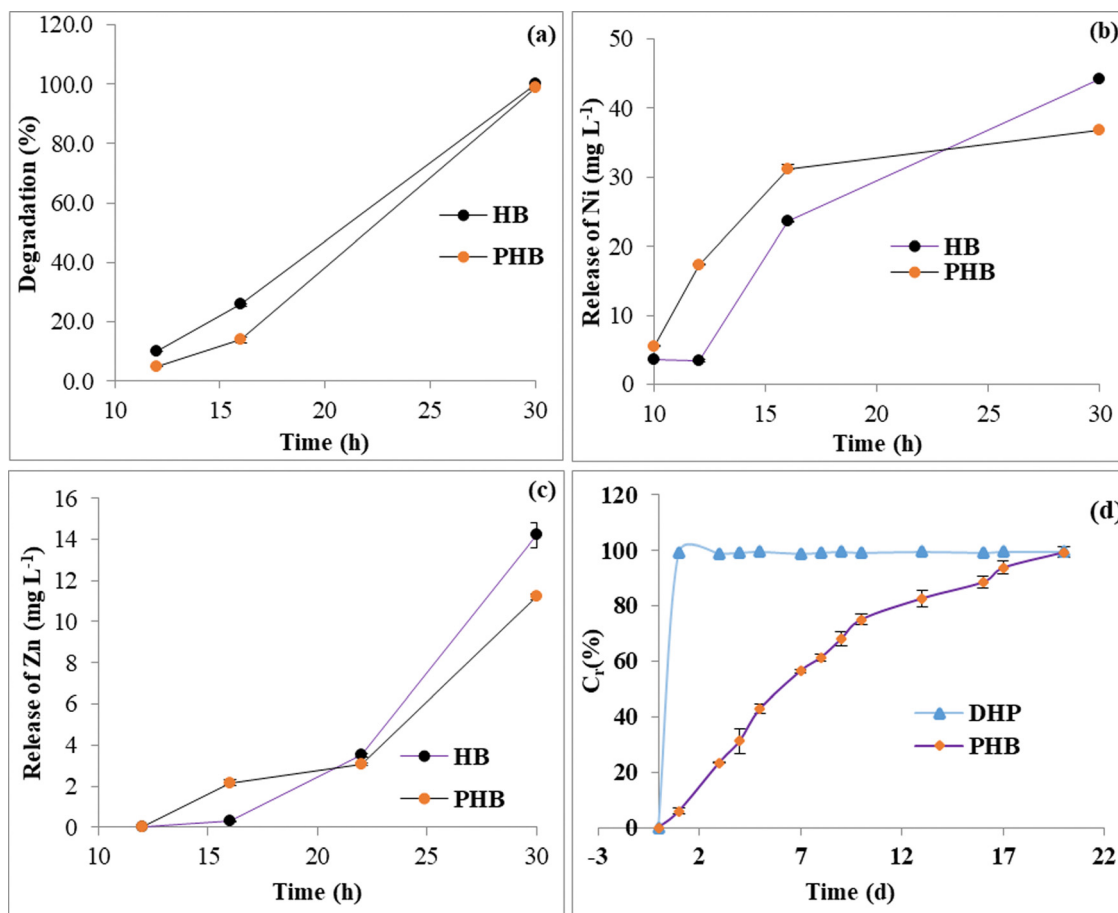 (a)
120.0
100.0
80.0
60.0
40.0
20.0
0.0
Degradation (%)
HB
PHB
10 15 20 25 30
Time (h)
(b)
50
40
30
20
10
0
Release of Ni (mg L⁻¹)
HB
PHB
10 15 20 25 30
Time (h)
(c)
16
14
12
10
8
6
4
2
0
Release of Zn (mg L⁻¹)
HB
PHB
10 14 18 22 26 30
Time (h)
(d)
120
100
80
60
40
20
0
Cᵣ(%)
DHP
PHB
-3 2 7 12 17 22
Time (d)